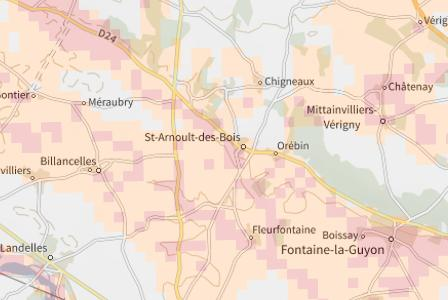 Vérig
D24
Chigneaux
Châtenay
ontier
Méraubry
Mittainvilliers-
Vérigny
St-Arnoult-des-Bois
Orébin
Billancelles
villiers
Fleurfontaine
Boissay
Landelles
Fontaine-la-Guyon